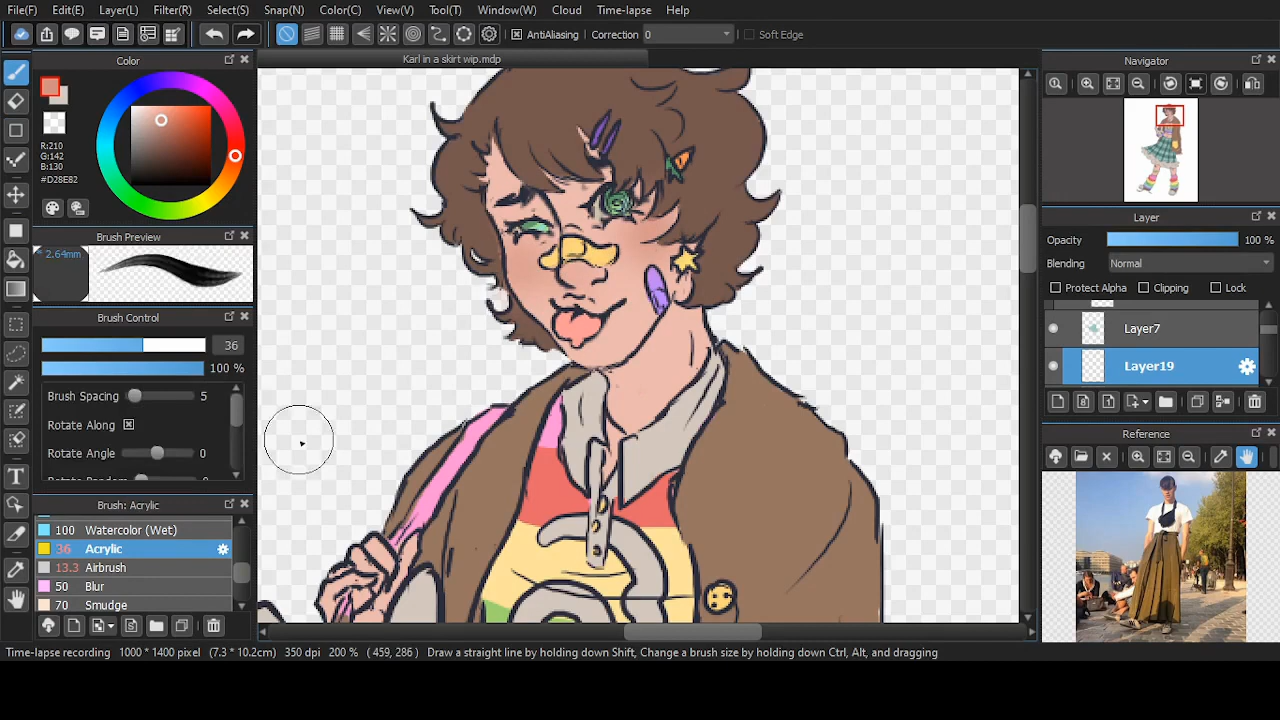 File(F) Edit(E) Layer(L) Filter(R) Select(S) Snap(N) Color(C) View(V) Tool(T) Window(W) Cloud Time-lapse Help
AntiAliasing Correction 0 Soft Edge
Color
Karl in a skirt wip.mdp
Navigator
R:210
G:142
B:130
#D28E82
Layer
Brush Preview
2.64mm
Opacity 100 %
Blending Normal
Protect Alpha Clipping Lock
Brush Control
36
100 %
Layer7
Layer19
Brush Spacing 5
Rotate Along
Rotate Angle 0
Reference
Brush: Acrylic
100 Watercolor (Wet)
36 Acrylic
13.3 Airbrush
50 Blur
70 Smudge
Time-lapse recording 1000 * 1400 pixel (7.3 * 10.2cm) 350 dpi 200 % ( 459, 286 ) Draw a straight line by holding down Shift, Change a brush size by holding down Ctrl, Alt, and dragging